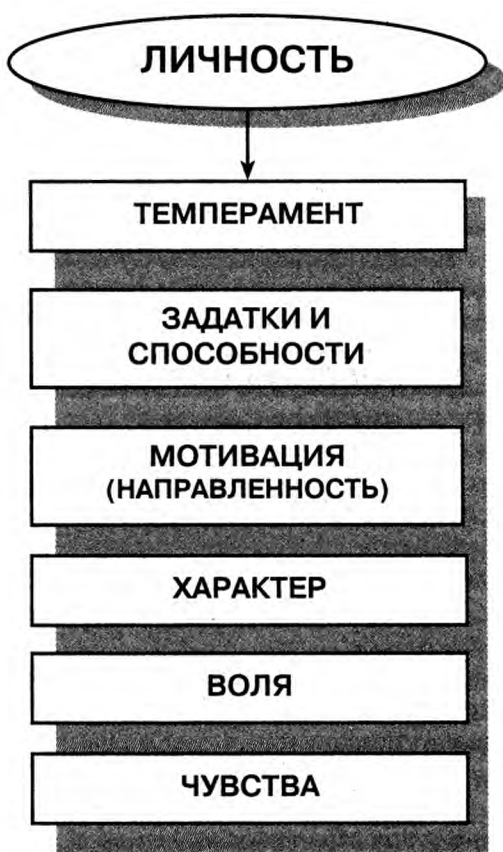 ЛИЧНОСТЬ
ТЕМПЕРАМЕНТ
ЗАДАТКИ И
СПОСОБНОСТИ
МОТИВАЦИЯ
(НАПРАВЛЕННОСТЬ)
ХАРАКТЕР
ВОЛЯ
ЧУВСТВА